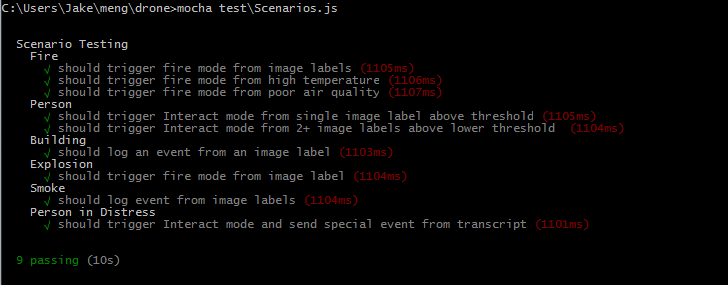 C:\Users\Jake\meng\drone>mocha test\Scenarios.js
Scenario Testing
Fire
√ should trigger fire mode from image labels (1105ms)
√ should trigger fire mode from high temperature (1106ms)
√ should trigger fire mode from poor air quality (1107ms)
Person
√ should trigger Interact mode from single image label above threshold (1105ms)
√ should trigger Interact mode from 2+ image labels above lower threshold (1104ms)
Building
√ should log an event from an image label (1103ms)
Explosion
√ should trigger fire mode from image label (1104ms)
Smoke
√ should log event from image labels (1104ms)
Person in Distress
√ should trigger Interact mode and send special event from transcript (1101ms)
9 passing (10s)